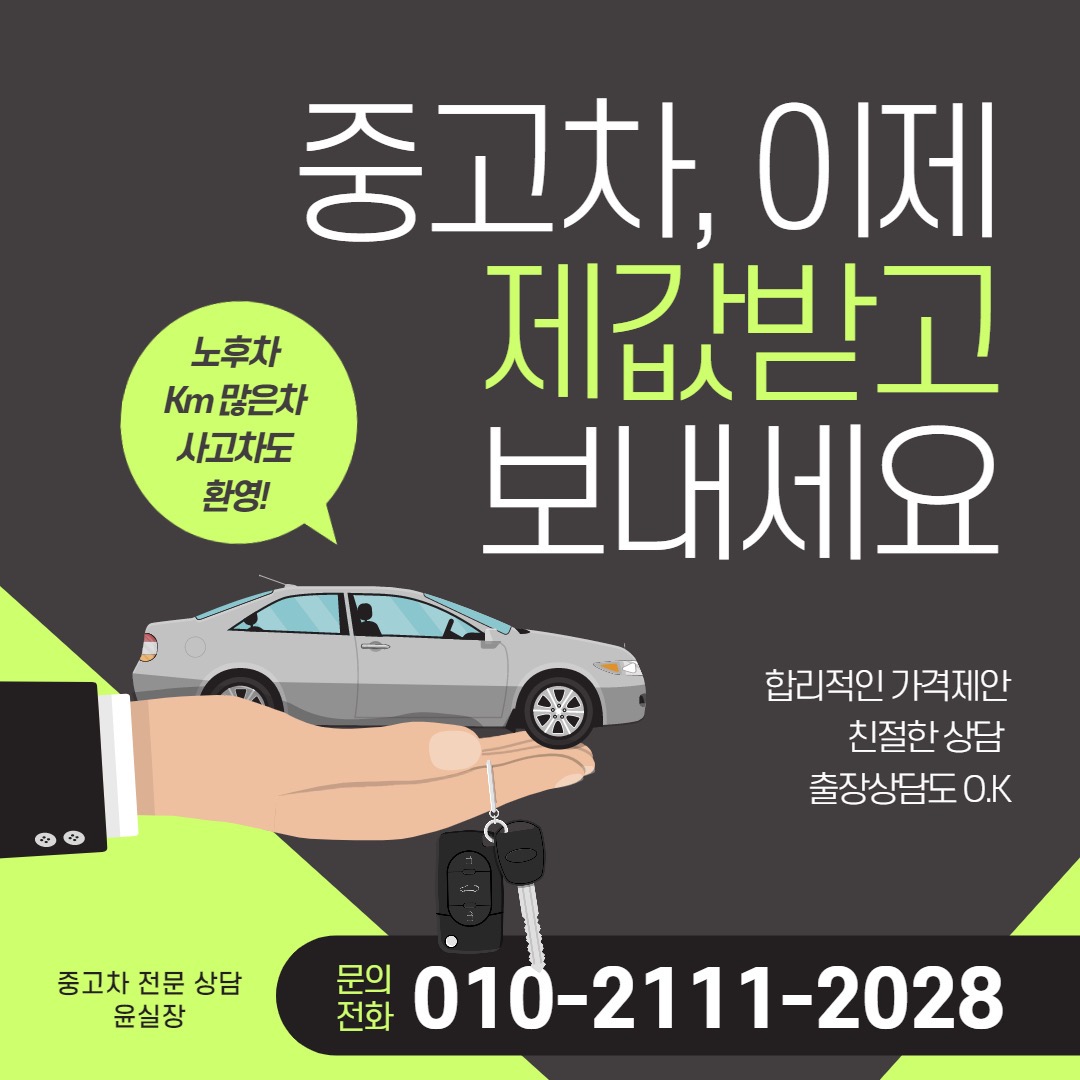 중고차, 이제
제값받고
보내세요
노후차
Km 많은차
사고차도
환영!
합리적인 가격제안
친절한 상담
출장상담도 O.K
중고차 전문 상담
윤실장
문의
전화
010-2111-2028